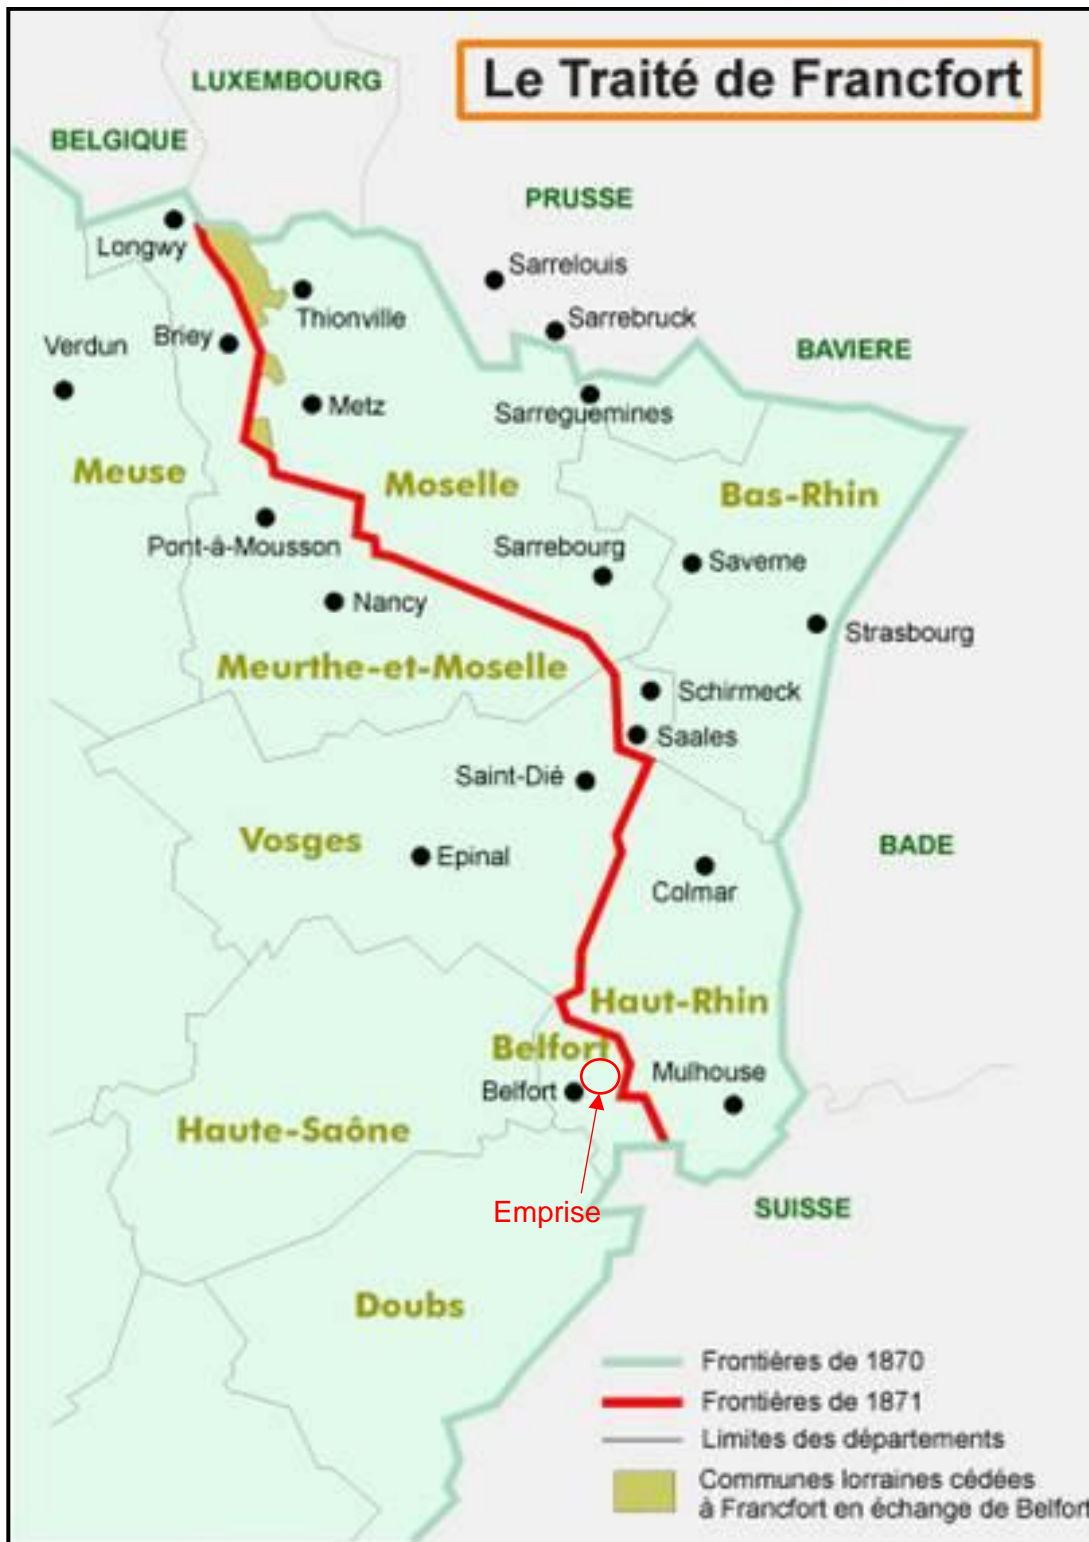 Le Traité de Francfort
LUXEMBOURG
BELGIQUE
PRUSSE
Longwy
Sarrelouis
Thionville
Sarrebruck
Briey
Verdun
BAVIERE
Metz
Sarreguemines
Meuse
Moselle
Bas-Rhin
Pont-à-Mousson
Sarrebourg
Saverne
Nancy
Strasbourg
Meurthe-et-Moselle
Schirmeck
Saales
Saint-Dié
Vosges
Epinal
BADE
Colmar
Haut-Rhin
Belfort
Belfort
Mulhouse
Haute-Saône
Emprise
SUISSE
Doubs
Frontières de 1870
Frontières de 1871
Limites des départements
Communes lorraines cédées
à Francfort en échange de Belfort